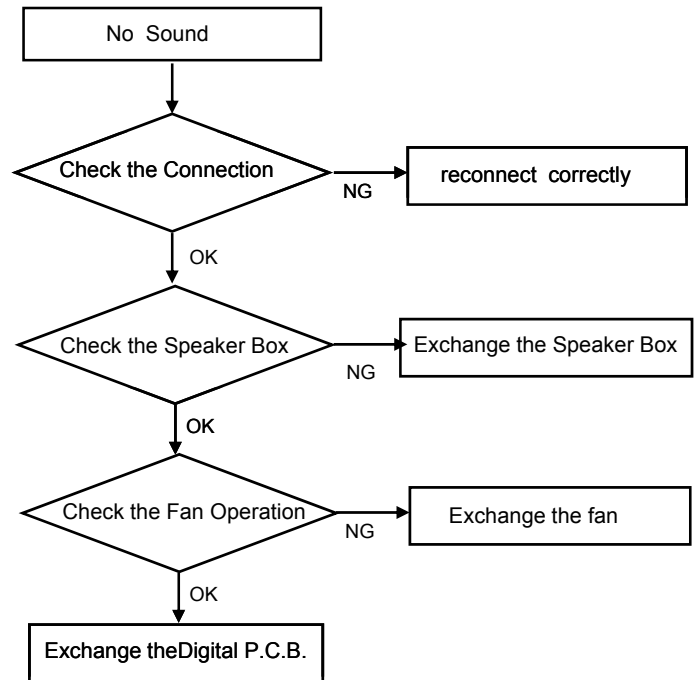 No Sound
Check the Connection
NG
reconnect correctly
OK
Check the Speaker Box
NG
Exchange the Speaker Box
OK
Check the Fan Operation
NG
Exchange the fan
OK
Exchange theDigital P.C.B.